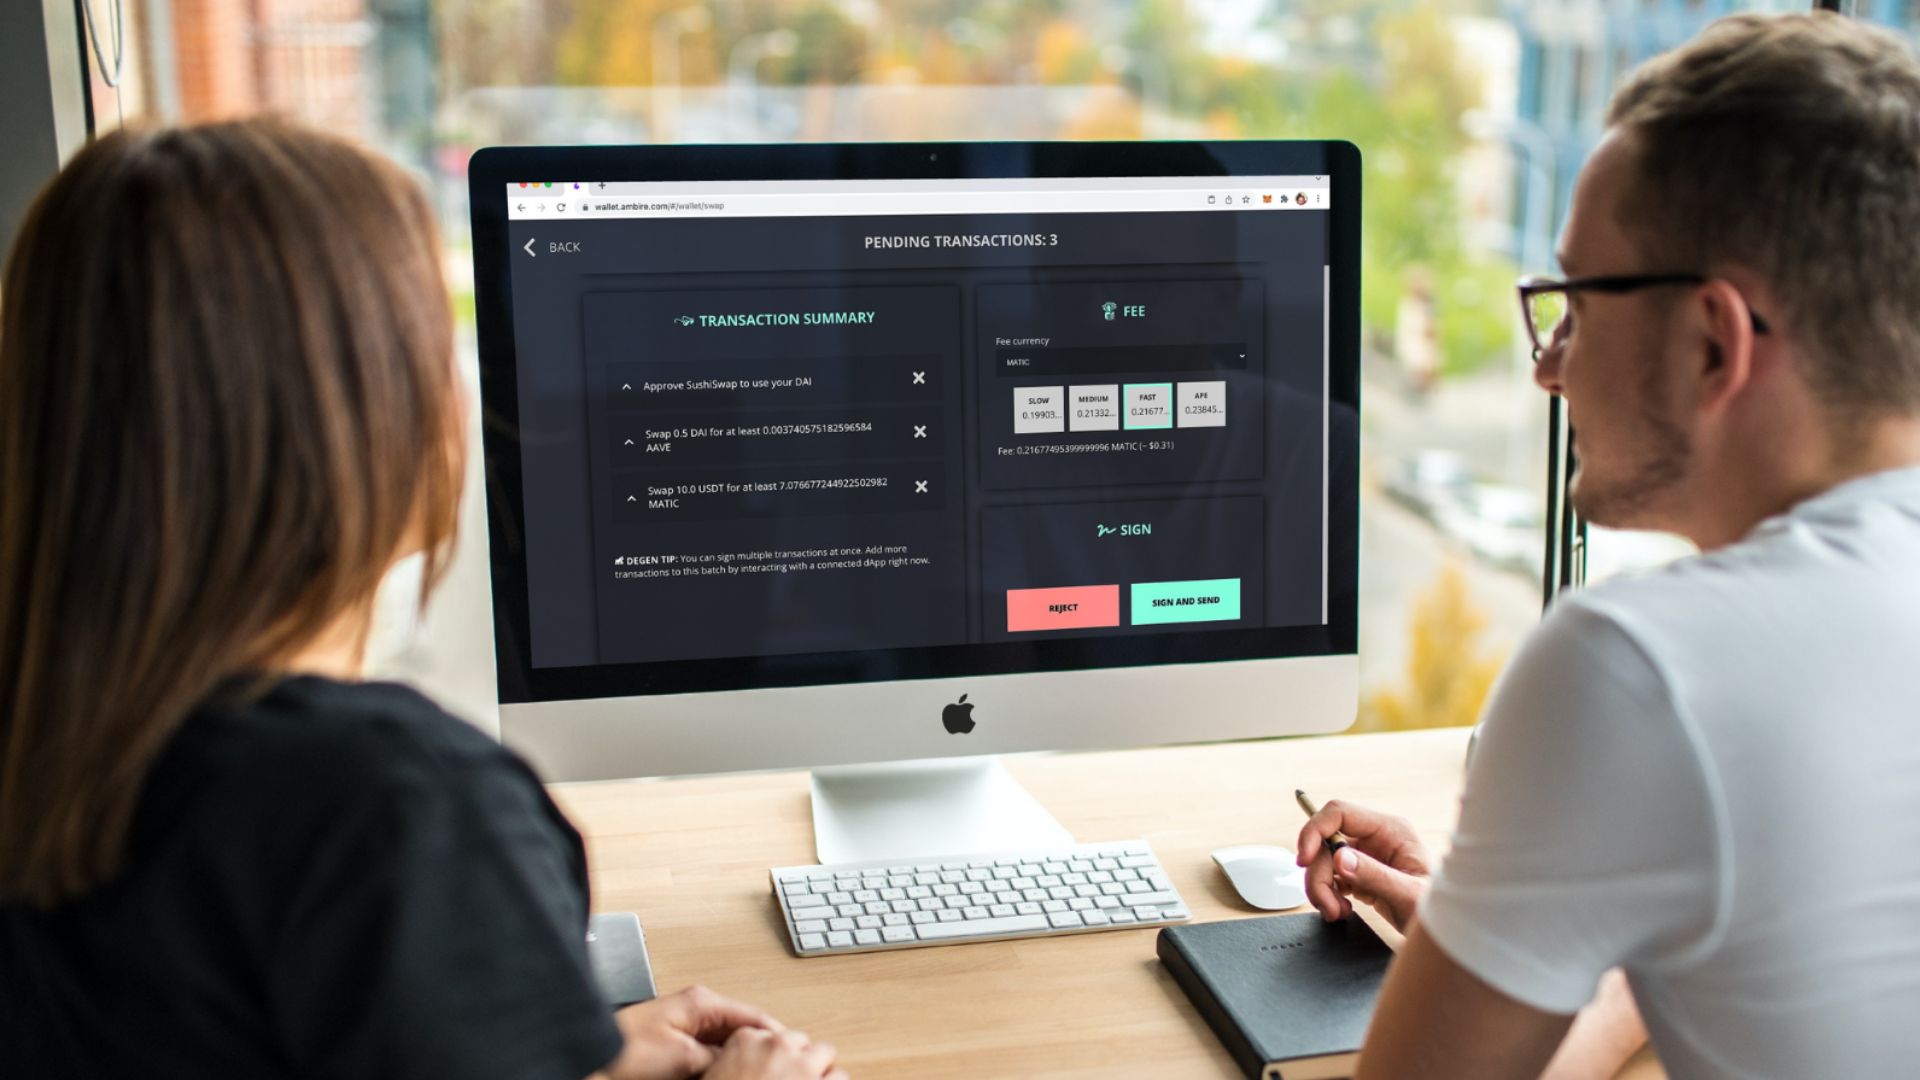 wallet.ambire.com/#/wallet/swap
BACK
PENDING TRANSACTIONS: 3
TRANSACTION SUMMARY
Approve SushiSwap to use your DAI
Swap 0.5 DAI for at least 0.003740575182596584
AAVE
Swap 10.0 USDT for at least 7.076677244922502982
MATIC
DEGEN TIP: You can sign multiple transactions at once. Add more
transactions to this batch by interacting with a connected dApp right now.
FEE
Fee currency
MATIC
SLOW
0.19903...
MEDIUM
0.21332...
FAST
0.21677...
APE
0.23845...
Fee: 0.21677495399999996 MATIC (~ $0.31)
SIGN
REJECT
SIGN AND SEND